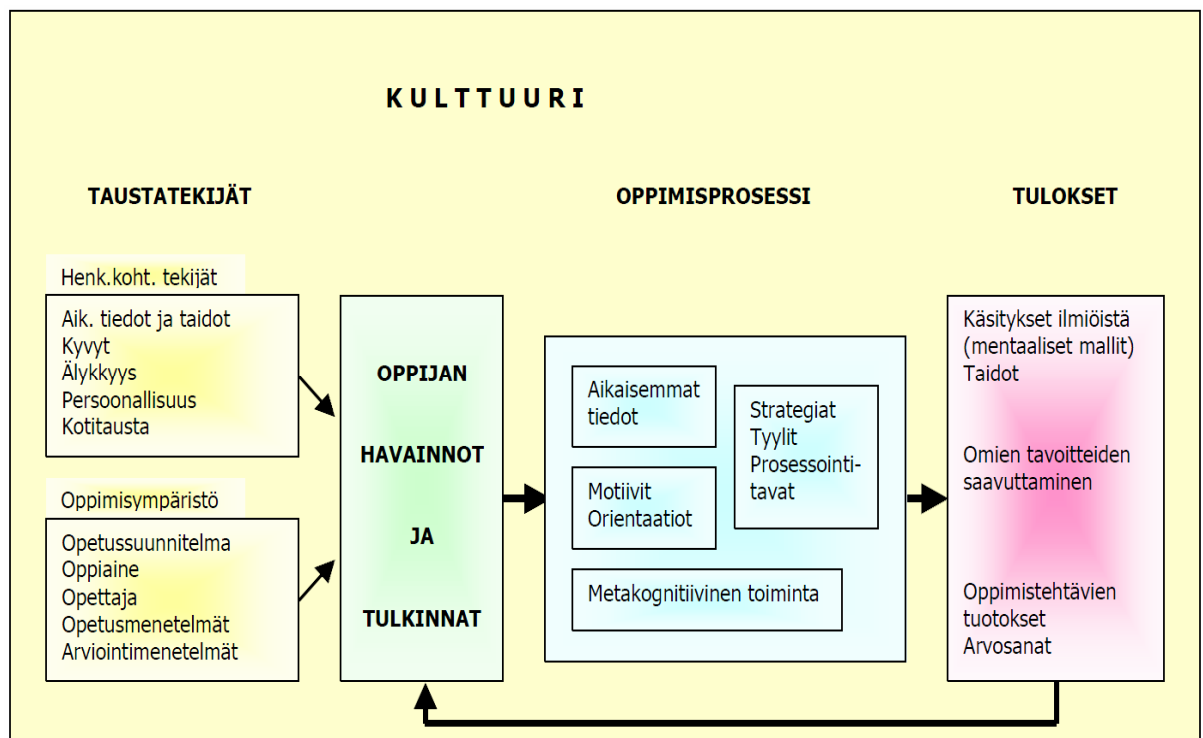 K U L T T U U R I
TAUSTATEKIJÄT
OPPIMISPROSESSI
TULOKSET
Henk.koht. tekijät
Aik. tiedot ja taidot
Kyvyt
Älykkyys
Persoonallisuus
Kotitausta
Oppimisympäristö
Opetussuunnitelma
Oppiaine
Opettaja
Opetusmenetelmät
Arviointimenetelmät
OPPIJAN
HAVAINNOT
JA
TULKINNAT
Aikaisemmat
tiedot
Motiivit
Orientaatiot
Strategiat
Tyylit
Prosessointi-
tavat
Metakognitiivinen toiminta
Käsitykset ilmiöistä
(mentaaliset mallit)
Taidot
Omien tavoitteiden
saavuttaminen
Oppimistehtävien
tuotokset
Arvosanat